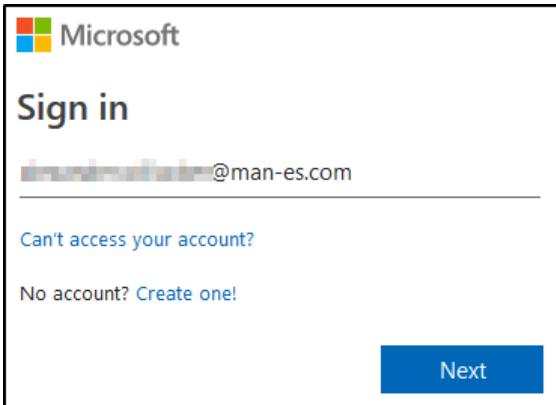 Microsoft
Sign in
@man-es.com
Can't access your account?
No account? Create one!
Next